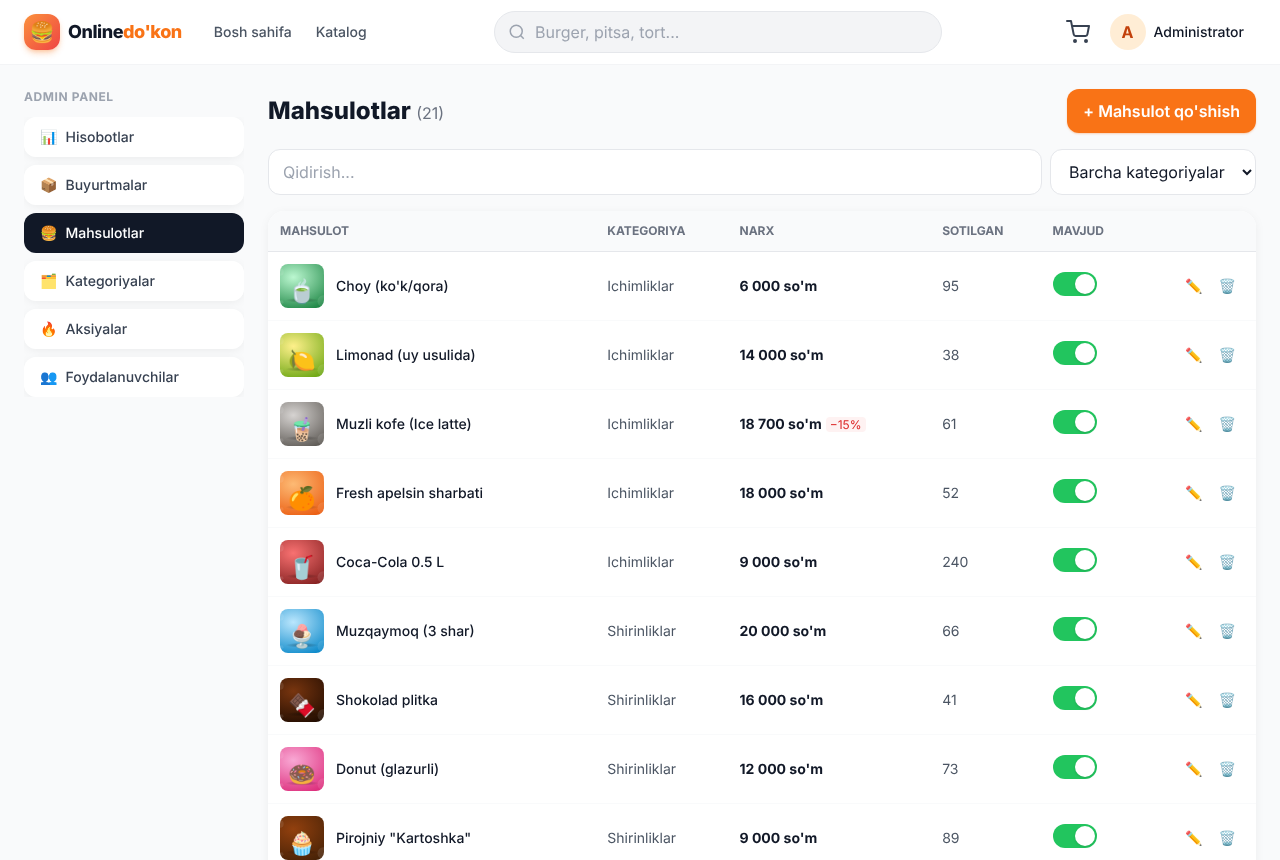 Onlinedo'kon Bosh sahifa Katalog Burger, pitsa, tort... A Administrator
ADMIN PANEL
Hisobotlar
Buyurtmalar
Mahsulotlar
Kategoriyalar
Aksiyalar
Foydalanuvchilar
Mahsulotlar (21) + Mahsulot qo'shish
Qidirish... Barcha kategoriyalar
MAHSULOT KATEGORIYA NARX SOTILGAN MAVJUD
Choy (ko'k/qora) Ichimliklar 6 000 so'm 95
Limonad (uy usulida) Ichimliklar 14 000 so'm 38
Muzli kofe (Ice latte) Ichimliklar 18 700 so'm −15% 61
Fresh apelsin sharbati Ichimliklar 18 000 so'm 52
Coca-Cola 0.5 L Ichimliklar 9 000 so'm 240
Muzqaymoq (3 shar) Shirinliklar 20 000 so'm 66
Shokolad plitka Shirinliklar 16 000 so'm 41
Donut (glazurli) Shirinliklar 12 000 so'm 73
Pirojniy "Kartoshka" Shirinliklar 9 000 so'm 89